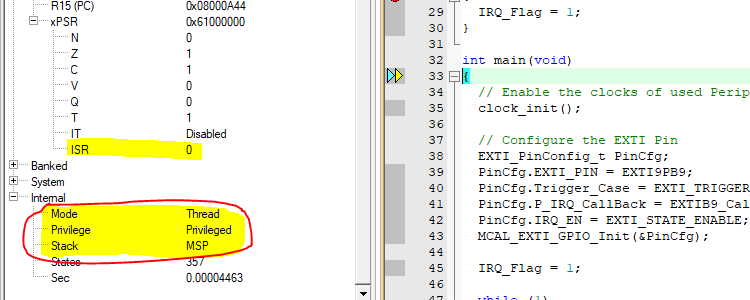 R15 (PC) 0x08000A44
xPSR 0x61000000
N 0
Z 1
C 1
V 0
Q 0
T 1
IT Disabled
ISR 0
Banked
System
Internal
Mode Thread
Privilege Privileged
Stack MSP
States 357
Sec 0.00004463
29 IRQ_Flag = 1;
30 }
31
32 int main(void)
33 {
34 // Enable the clocks of used Perip
35 clock_init();
36
37 // Configure the EXTI Pin
38 EXTI_PinConfig_t PinCfg;
39 PinCfg.EXTI_PIN = EXTI9PB9;
40 PinCfg.Trigger_Case = EXTI_TRIGGER
41 PinCfg.P_IRQ_CallBack = EXTIB9_Cal
42 PinCfg.IRQ_EN = EXTI_STATE_ENABLE;
43 MCAL_EXTI_GPIO_Init(&PinCfg);
44
45 IRQ_Flag = 1;
46
47 while (1)